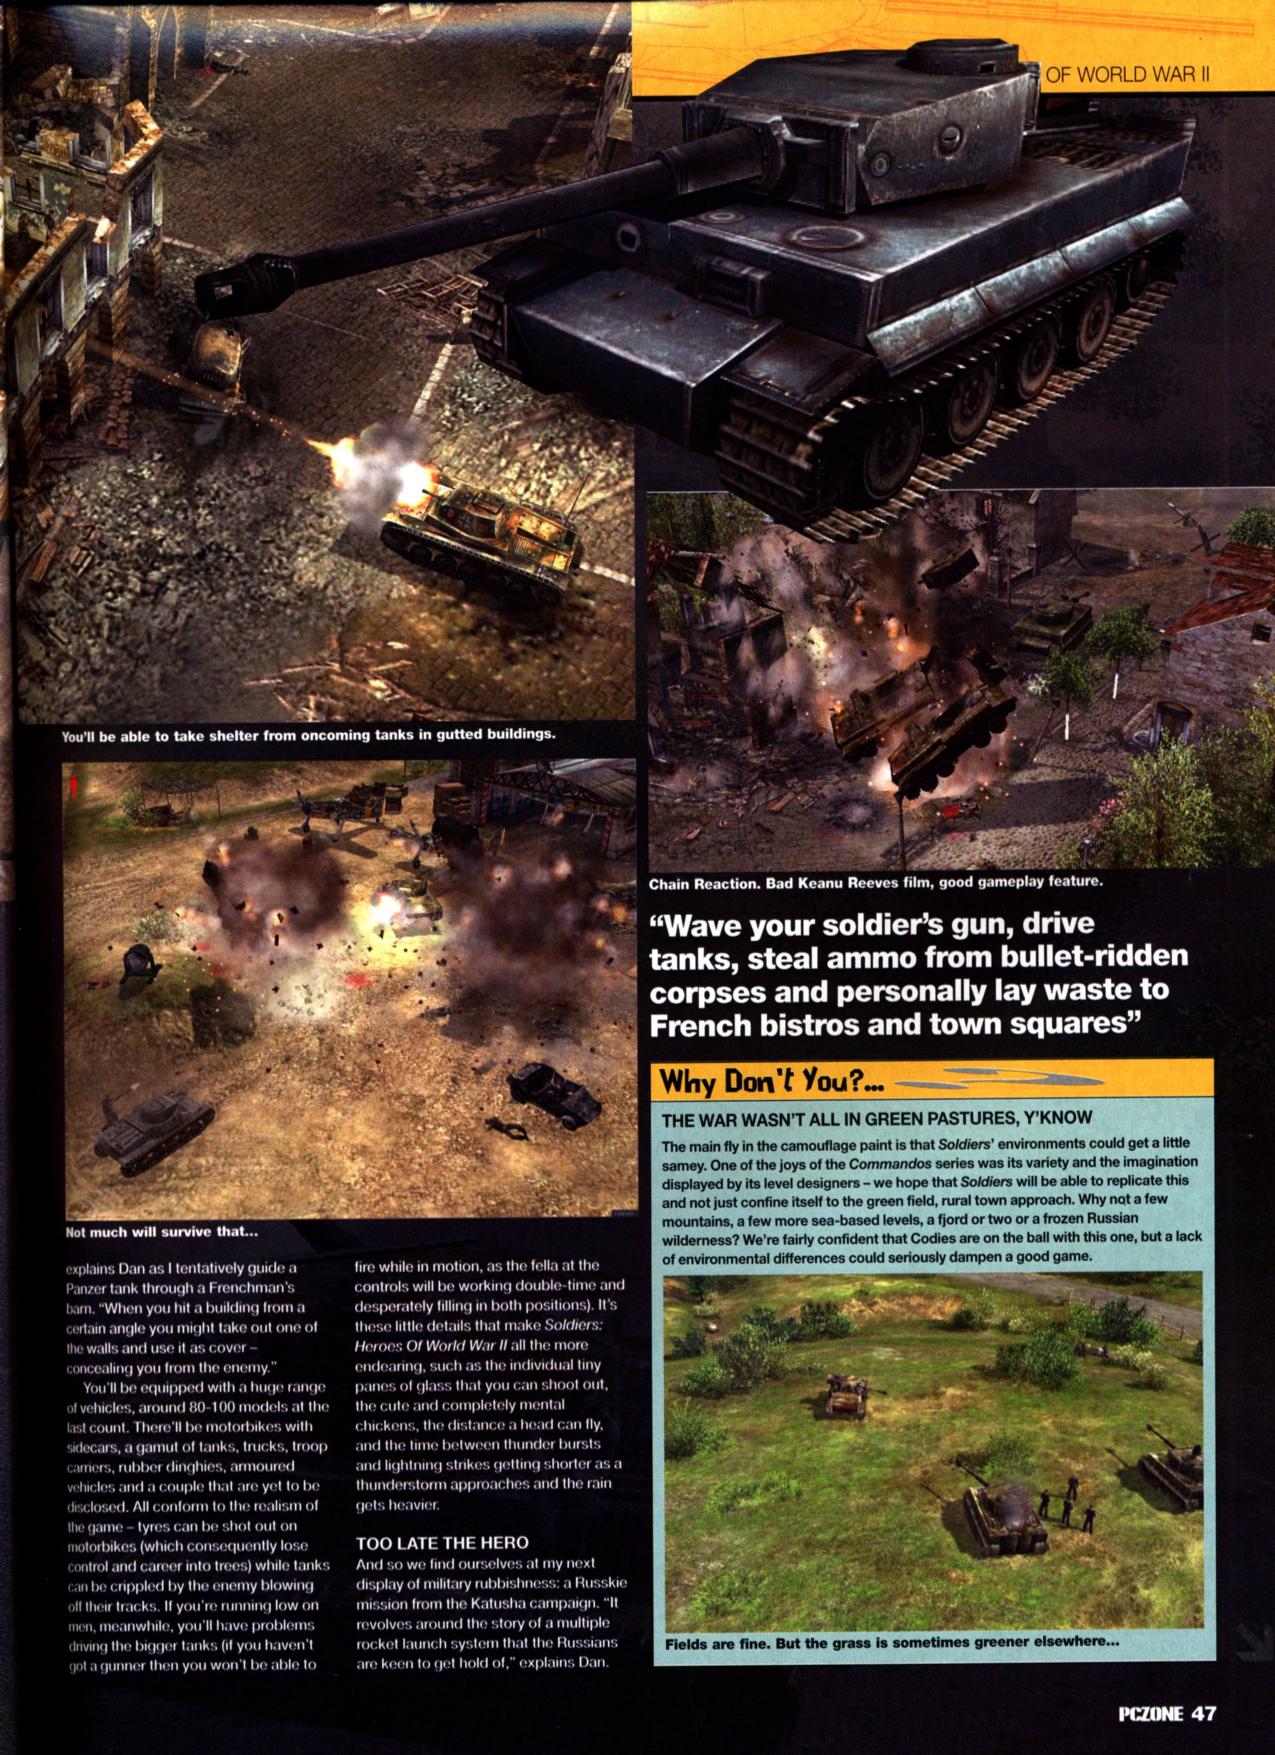 OF WORLD WAR II
You'll be able to take shelter from oncoming tanks in gutted buildings.
Chain Reaction. Bad Keanu Reeves film, good gameplay feature.
“Wave your soldier's gun, drive
tanks, steal ammo from bullet-ridden
corpses and personally lay waste to
French bistros and town squares”
Not much will survive that...
explains Dan as I tentatively guide a
Panzer tank through a Frenchman's
barn. “When you hit a building from a
certain angle you might take out one of
the walls and use it as cover –
concealing you from the enemy.”
You'll be equipped with a huge range
of vehicles, around 80-100 models at the
last count. There'll be motorbikes with
sidecars, a gamut of tanks, trucks, troop
carriers, rubber dinghies, armoured
vehicles and a couple that are yet to be
disclosed. All conform to the realism of
the game – tyres can be shot out on
motorbikes (which consequently lose
control and career into trees) while tanks
can be crippled by the enemy blowing
off their tracks. If you're running low on
men, meanwhile, you'll have problems
driving the bigger tanks (if you haven't
got a gunner then you won't be able to
fire while in motion, as the fella at the
controls will be working double-time and
desperately filling in both positions). It's
these little details that make Soldiers:
Heroes Of World War II all the more
endearing, such as the individual tiny
panes of glass that you can shoot out,
the cute and completely mental
chickens, the distance a head can fly,
and the time between thunder bursts
and lightning strikes getting shorter as a
thunderstorm approaches and the rain
gets heavier.
TOO LATE THE HERO
And so we find ourselves at my next
display of military rubbishness: a Russkie
mission from the Katusha campaign. “It
revolves around the story of a multiple
rocket launch system that the Russians
are keen to get hold of,” explains Dan.
Why Don't You?...
THE WAR WASN'T ALL IN GREEN PASTURES, Y'KNOW
The main fly in the camouflage paint is that Soldiers' environments could get a little
samey. One of the joys of the Commandos series was its variety and the imagination
displayed by its level designers – we hope that Soldiers will be able to replicate this
and not just confine itself to the green field, rural town approach. Why not a few
mountains, a few more sea-based levels, a fjord or two or a frozen Russian
wilderness? We're fairly confident that Codies are on the ball with this one, but a lack
of environmental differences could seriously dampen a good game.
Fields are fine. But the grass is sometimes greener elsewhere...
PCZONE 47